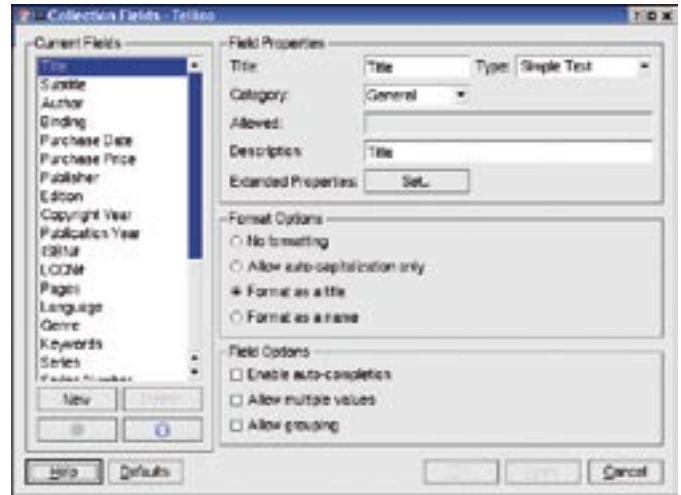 Collection Fields - Tellico
Current Fields
Title
Subtitle
Author
Binding
Purchase Date
Purchase Price
Publisher
Edition
Copyright Year
Publication Year
ISBN#
LCCN#
Pages
Language
Genre
Keywords
Series
Series Number
New
Help
Defaults
Field Properties
Title: Title Type: Simple Text
Category: General
Allowed:
Description: Title
Extended Properties: Set...
Format Options
No formatting
Allow auto-capitalization only
Format as a title
Format as a name
Field Options
Enable auto-completion
Allow multiple values
Allow grouping
Cancel